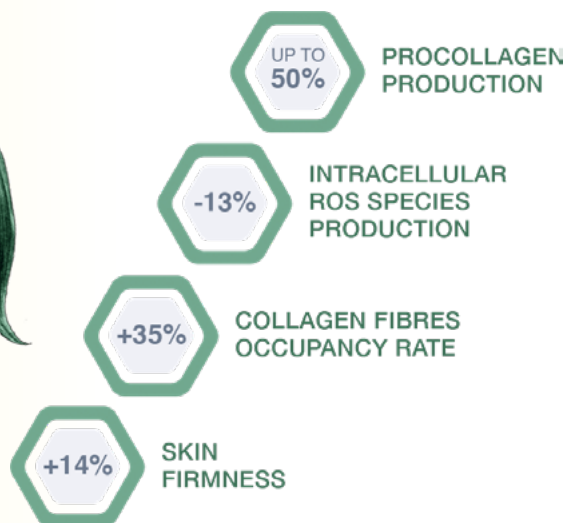 UP TO
50%
PROCOLLAGEN
PRODUCTION
-13%
INTRACELLULAR
ROS SPECIES
PRODUCTION
+35%
COLLAGEN FIBRES
OCCUPANCY RATE
+14%
SKIN
FIRMNESS